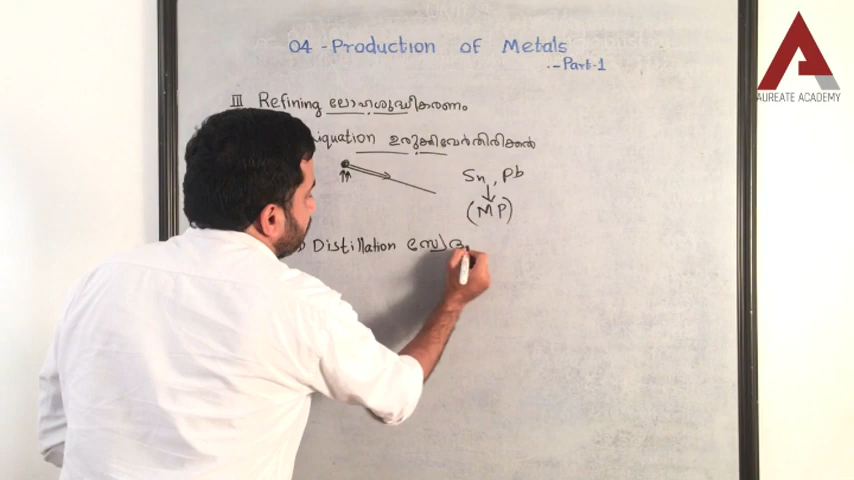 04 - Production of Metals
- Part-1
III Refining ലോഹശുദ്ധീകരണം
iquation ഉരുക്കിവേർതിരിക്കൽ
Sn, Pb
(MP)
) Distillation സ്വേദ
AUREATE ACADEMY